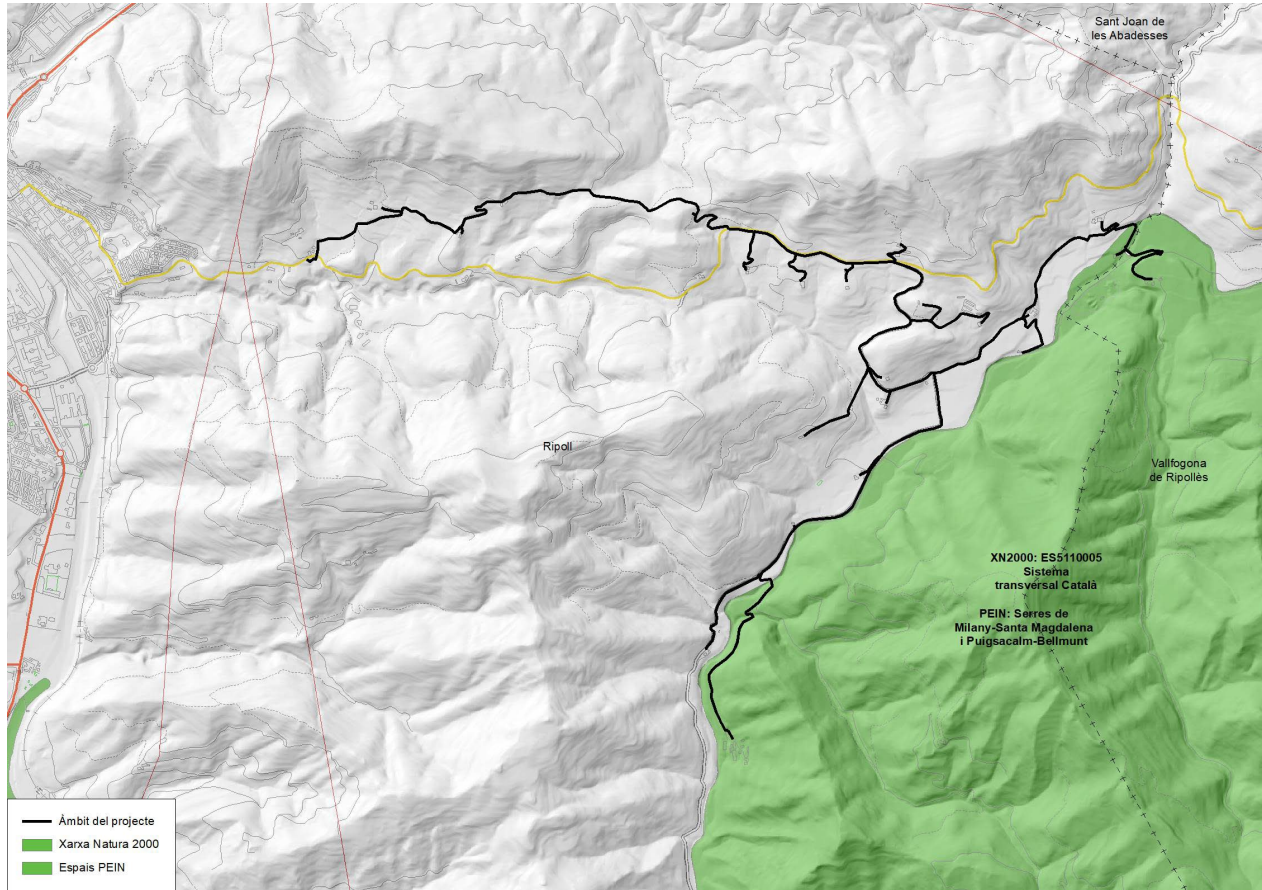 Sant Joan de
les Abadesses
Ripoll
Vallfogona
de Ripollès
XN2000: ES5110005
Sistema
transversal Català
PEIN: Serres de
Milany-Santa Magdalena
i Puigsacalm-Bellmunt
Àmbit del projecte
Xarxa Natura 2000
Espais PEIN